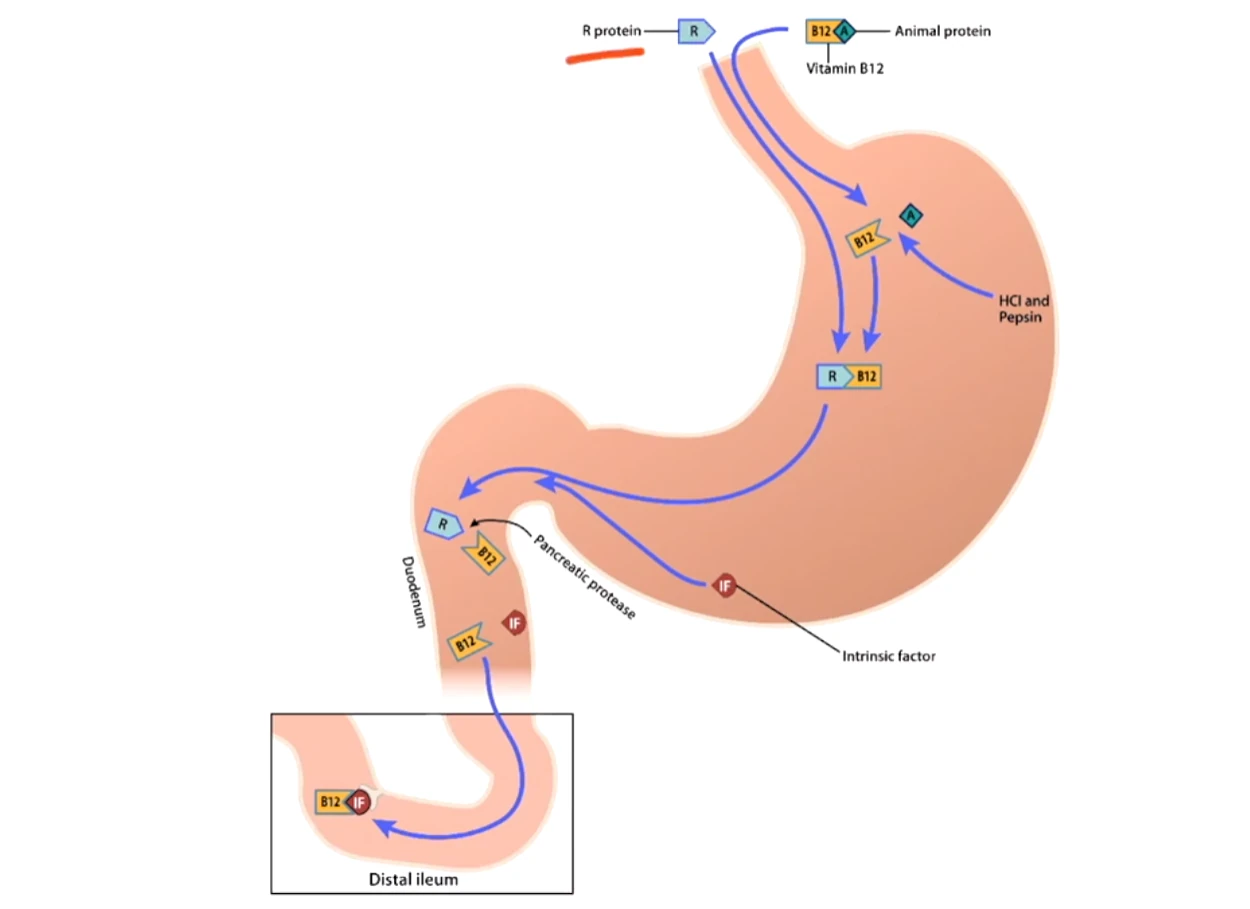 R protein
R
B12
A
Animal protein
Vitamin B12
A
B12
HCl and
Pepsin
R
B12
R
B12
Pancreatic protease
Duodenum
IF
Intrinsic factor
IF
B12
B12
IF
Distal ileum